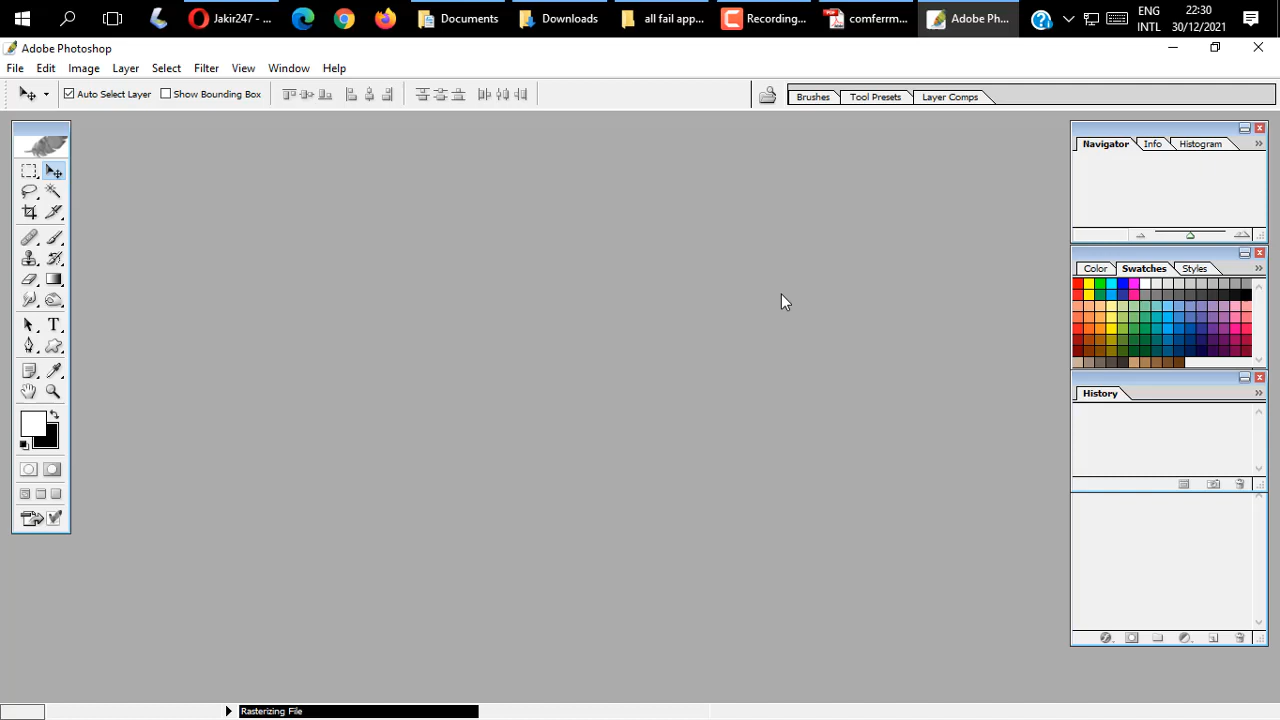 Jakir247 - ...
Documents
Downloads
all fail app...
Recording...
comferrm...
Adobe Ph...
ENG
INTL
22:30
30/12/2021
Adobe Photoshop
File Edit Image Layer Select Filter View Window Help
Auto Select Layer Show Bounding Box
Brushes Tool Presets Layer Comps
Navigator Info Histogram
Color Swatches Styles
History
Rasterizing File